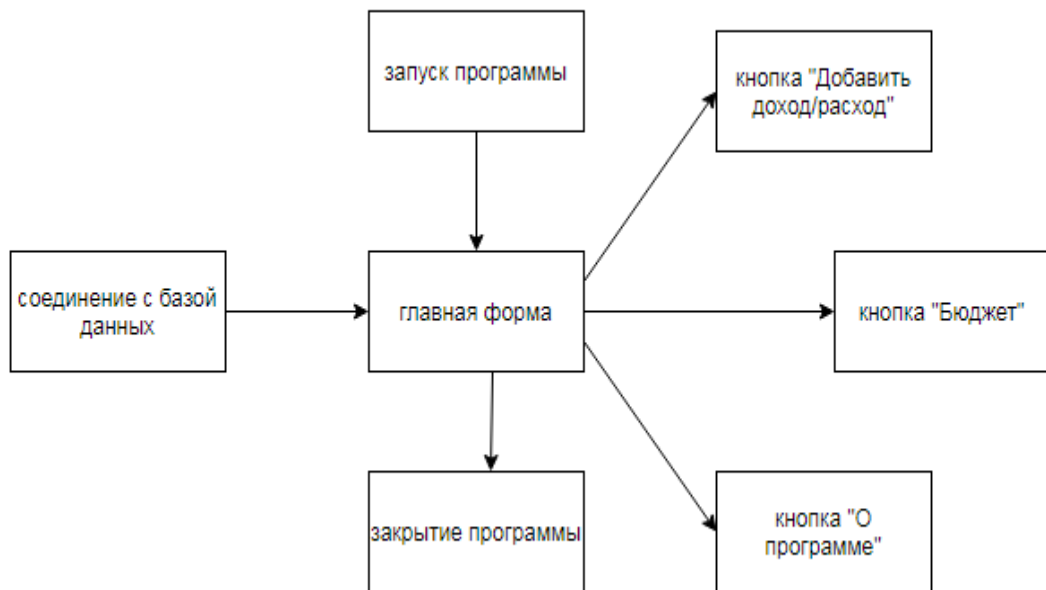 запуск программы
кнопка "Добавить
доход/расход"
соединение с базой
данных
главная форма
кнопка "Бюджет"
закрытие программы
кнопка "О
программе"